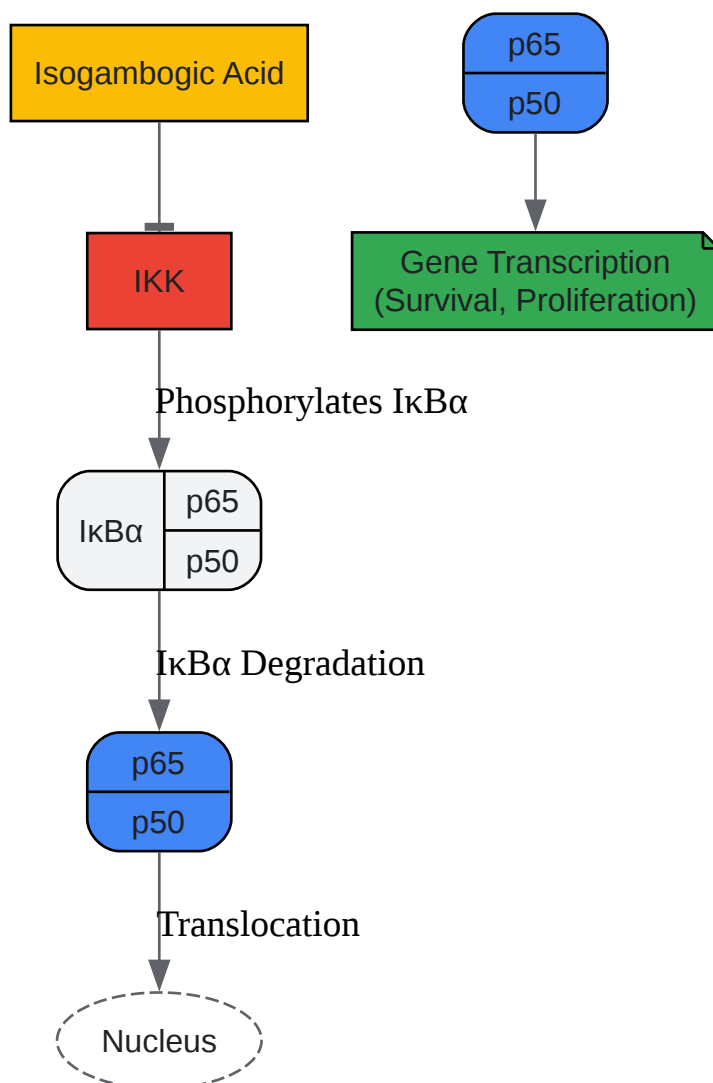 Isogambogic Acid
IKK
Phosphorylates IκBα
IκBα
p65
p50
IκBα Degradation
p65
p50
Translocation
Nucleus
p65
p50
Gene Transcription
(Survival, Proliferation)